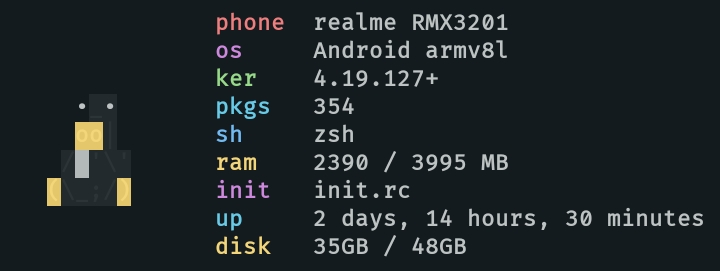 phone realme RMX3201
os Android armv8l
ker 4.19.127+
pkgs 354
sh zsh
ram 2390 / 3995 MB
init init.rc
up 2 days, 14 hours, 30 minutes
disk 35GB / 48GB